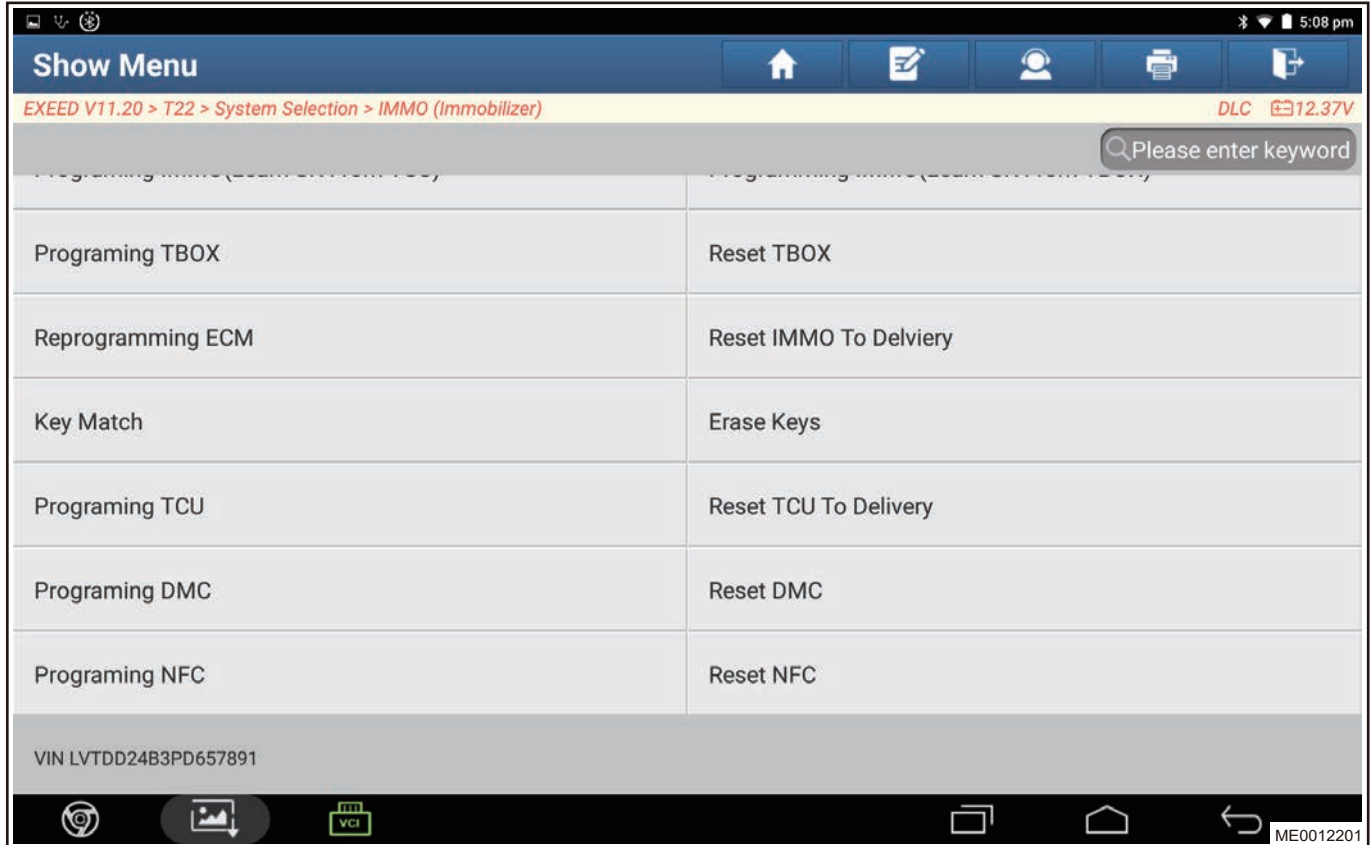 5:08 pm
Show Menu
EXEED V11.20 > T22 > System Selection > IMMO (Immobilizer)
DLC 12.37V
Please enter keyword
Programing TBOX
Reset TBOX
Reprogramming ECM
Reset IMMO To Delviery
Key Match
Erase Keys
Programing TCU
Reset TCU To Delivery
Programing DMC
Reset DMC
Programing NFC
Reset NFC
VIN LVTDD24B3PD657891
VCI
ME0012201